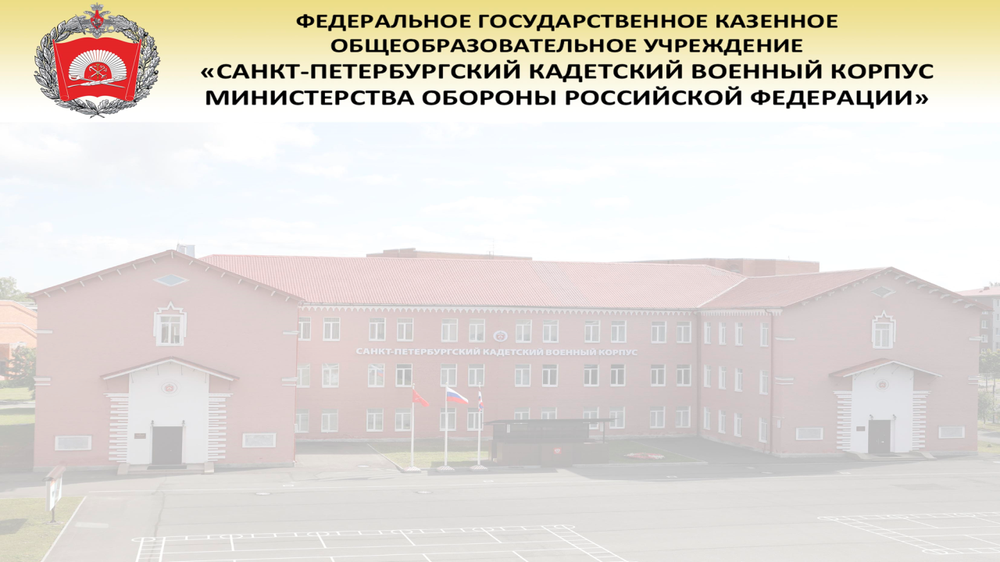 ФЕДЕРАЛЬНОЕ ГОСУДАРСТВЕННОЕ КАЗЕННОЕ
ОБЩЕОБРАЗОВАТЕЛЬНОЕ УЧРЕЖДЕНИЕ
«САНКТ-ПЕТЕРБУРГСКИЙ КАДЕТСКИЙ ВОЕННЫЙ КОРПУС
МИНИСТЕРСТВА ОБОРОНЫ РОССИЙСКОЙ ФЕДЕРАЦИИ»
САНКТ-ПЕТЕРБУРГСКИЙ КАДЕТСКИЙ ВОЕННЫЙ КОРПУС